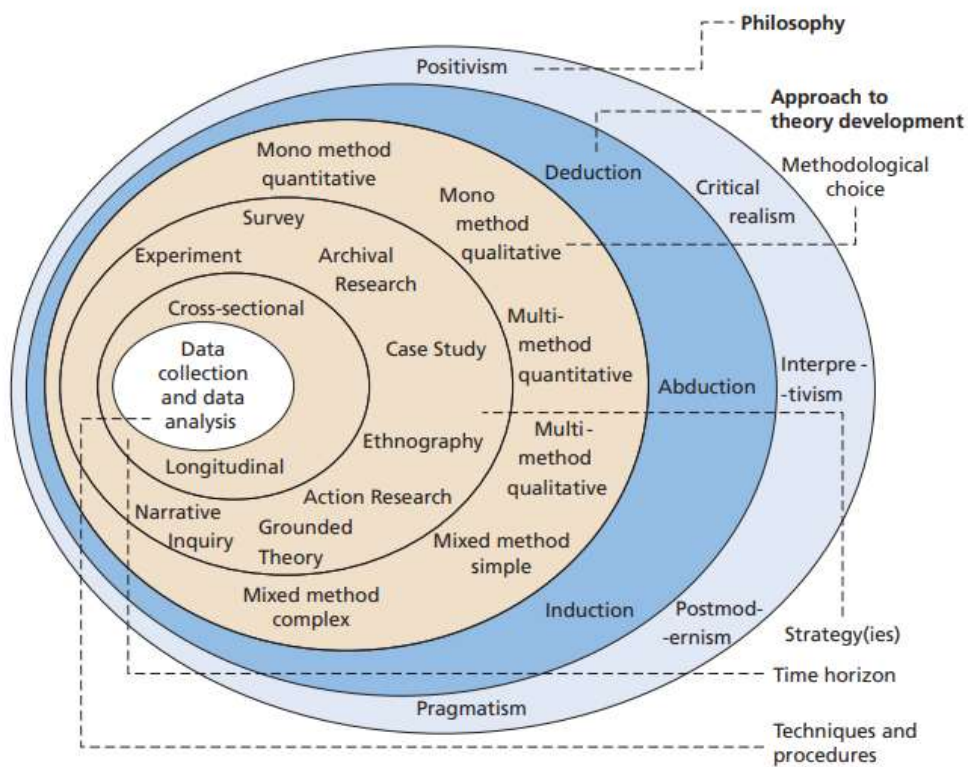 Philosophy
Positivism
Approach to
theory development
Mono method
quantitative
Deduction
Methodological
choice
Critical
realism
Mono
method
qualitative
Survey
Experiment
Archival
Research
Cross-sectional
Multi-
method
quantitative
Data
collection
and data
analysis
Case Study
Abduction
Interpre -
-tivism
Ethnography
Multi -
method
qualitative
Longitudinal
Action Research
Narrative
Inquiry
Grounded
Theory
Mixed method
simple
Mixed method
complex
Induction
Postmod-
-ernism
Strategy(ies)
Time horizon
Pragmatism
Techniques and
procedures